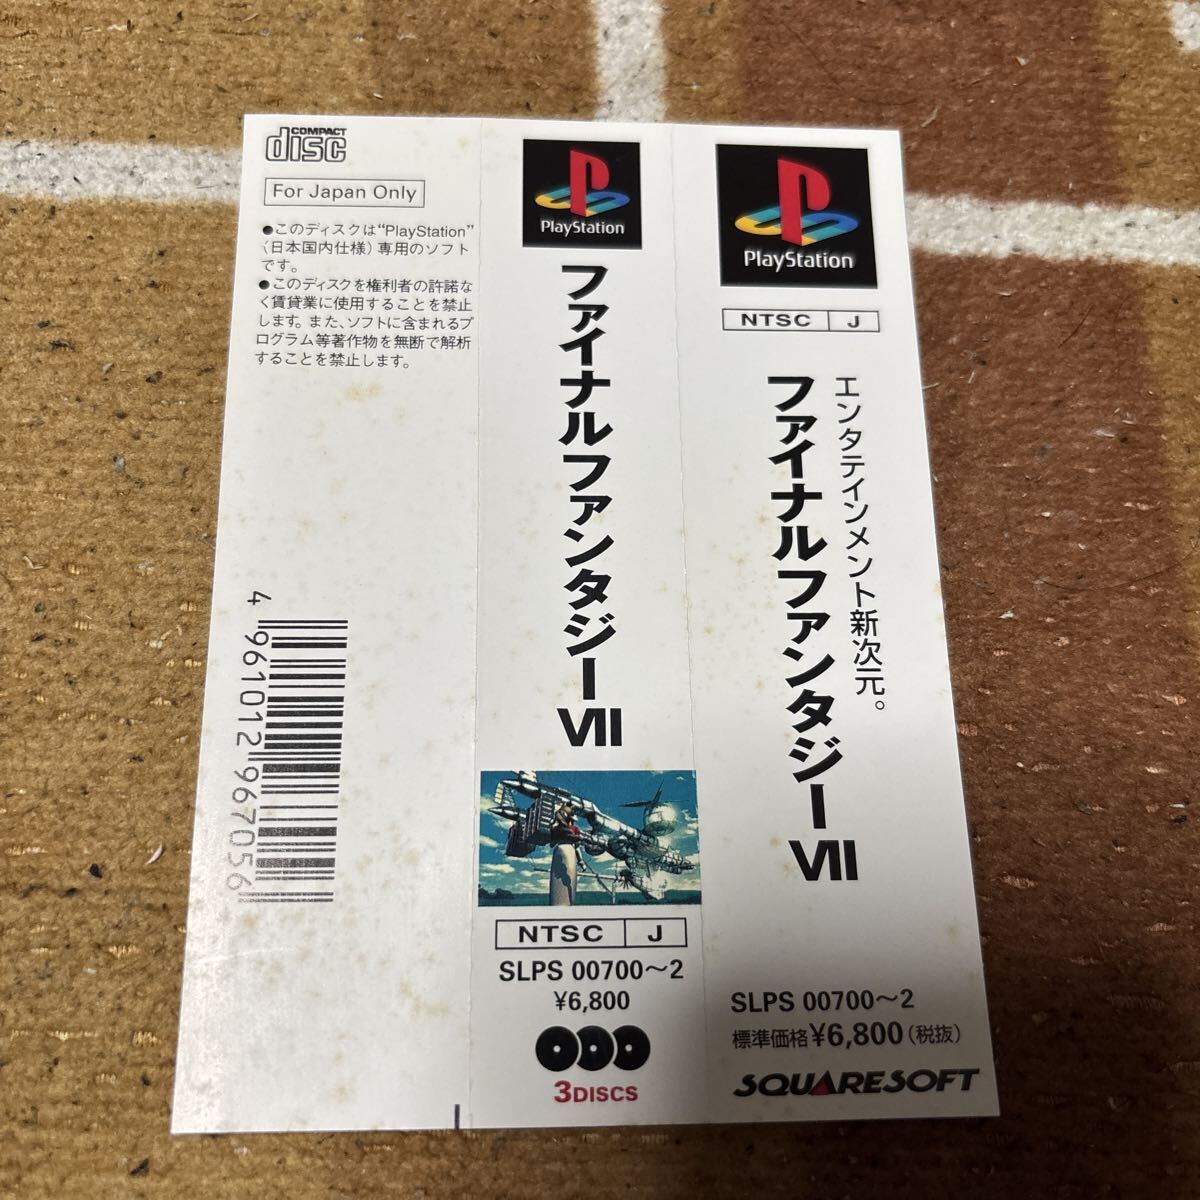 COMPACT
disc
For Japan Only
●このディスクは“PlayStation”
(日本国内仕様)専用のソフト
です。
●このディスクを権利者の許諾な
く賃貸業に使用することを禁止
します。また、ソフトに含まれるプ
ログラム等著作物を無断で解析
することを禁止します。
4 961012 967056
PlayStation
ファイナルファンタジーⅦ
NTSC J
SLPS 00700〜2
¥6,800
3DISCS
PlayStation
NTSC J
エンタテインメント新次元。
ファイナルファンタジーⅦ
SLPS 00700〜2
標準価格¥6,800(税抜)
SQUARESOFT